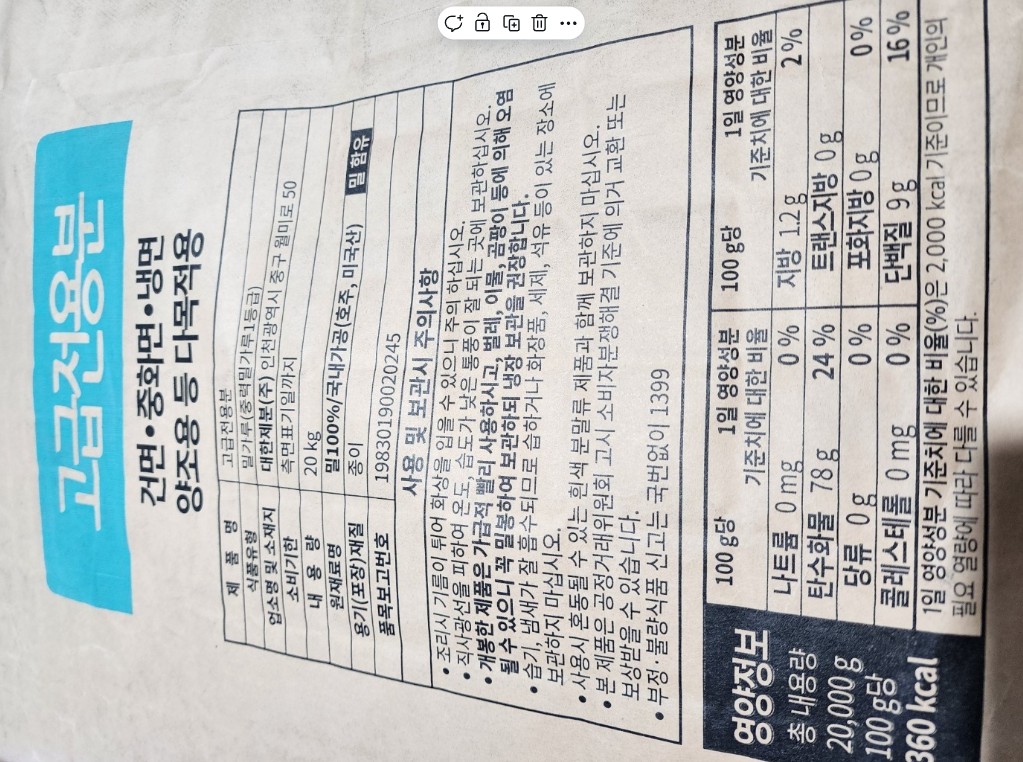 고급전용분
건면•중화면•냉면
양조용 등 다목적용
제 품 명 고급전용분
식품유형 밀가루(중력밀가루1등급)
업소명 및 소재지 대한제분(주) 인천광역시 중구 월미로 50
소비기한 측면표기일까지
내 용 량 20 kg
원재료명 밀100%(국내가공(호주, 미국산) 밀 함유
용기(포장)재질 종이
품목보고번호 19830190020245
사용 및 보관시 주의사항
• 조리시 기름이 튀어 화상을 입을 수 있으니 주의 하십시오.
• 직사광선을 피하여 온도, 습도가 낮은 통풍이 잘 되는 곳에 보관하십시오.
• 개봉한 제품은 가급적 빨리 사용하시고, 벌레, 이물, 곰팡이 등에 의해 오염
될 수 있으니 꼭 밀봉하여 보관하되 냉장 보관을 권장합니다.
• 습기, 냄새가 잘 흡수되므로 습하거나 화장품, 세제, 석유 등이 있는 장소에
보관하지 마십시오.
• 사용시 혼동될 수 있는 흰색 분말류 제품과 함께 보관하지 마십시오.
• 본 제품은 공정거래위원회 고시 소비자분쟁해결 기준에 의거 교환 또는
보상받을 수 있습니다.
• 부정·불량식품 신고는 국번없이 1399
영양정보
총 내용량
20,000 g
100 g당
360 kcal
100 g당 1일 영양성분 기준치에 대한 비율
나트륨 0 mg 0 %
탄수화물 78 g 24 %
당류 0 g 0 %
콜레스테롤 0 mg 0 %
100 g당 1일 영양성분 기준치에 대한 비율
지방 1.2 g 2 %
트랜스지방 0 g
포화지방 0 g 0 %
단백질 9 g 16 %
1일 영양성분 기준치에 대한 비율(%)은 2,000 kcal 기준이므로 개인의
필요 열량에 따라 다를 수 있습니다.